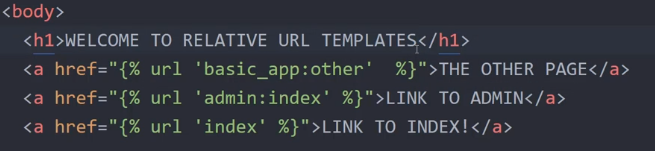 <body>
<h1>WELCOME TO RELATIVE URL TEMPLATES</h1>
<a href="{% url 'basic_app:other'  %}">THE OTHER PAGE</a>
<a href="{% url 'admin:index' %}">LINK TO ADMIN</a>
<a href="{% url 'index' %}">LINK TO INDEX!</a>